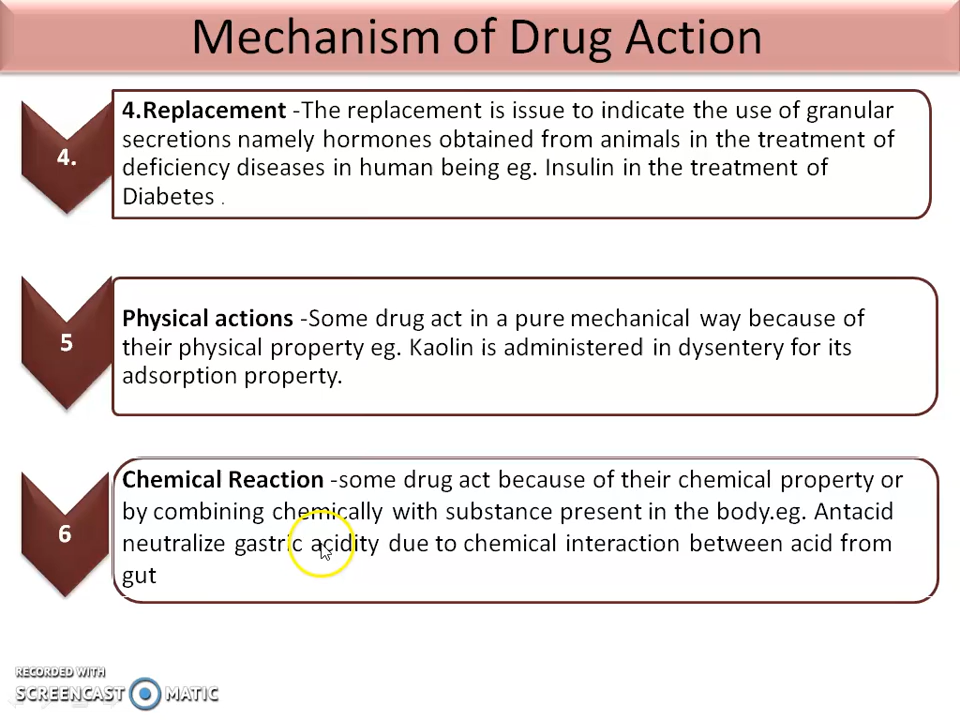 Mechanism of Drug Action
4.
4.Replacement -The replacement is issue to indicate the use of granular
secretions namely hormones obtained from animals in the treatment of
deficiency diseases in human being eg. Insulin in the treatment of
Diabetes .
5
Physical actions -Some drug act in a pure mechanical way because of
their physical property eg. Kaolin is administered in dysentery for its
adsorption property.
6
Chemical Reaction -some drug act because of their chemical property or
by combining chemically with substance present in the body.eg. Antacid
neutralize gastric acidity due to chemical interaction between acid from
gut
RECORDED WITH
SCREENCAST MATIC